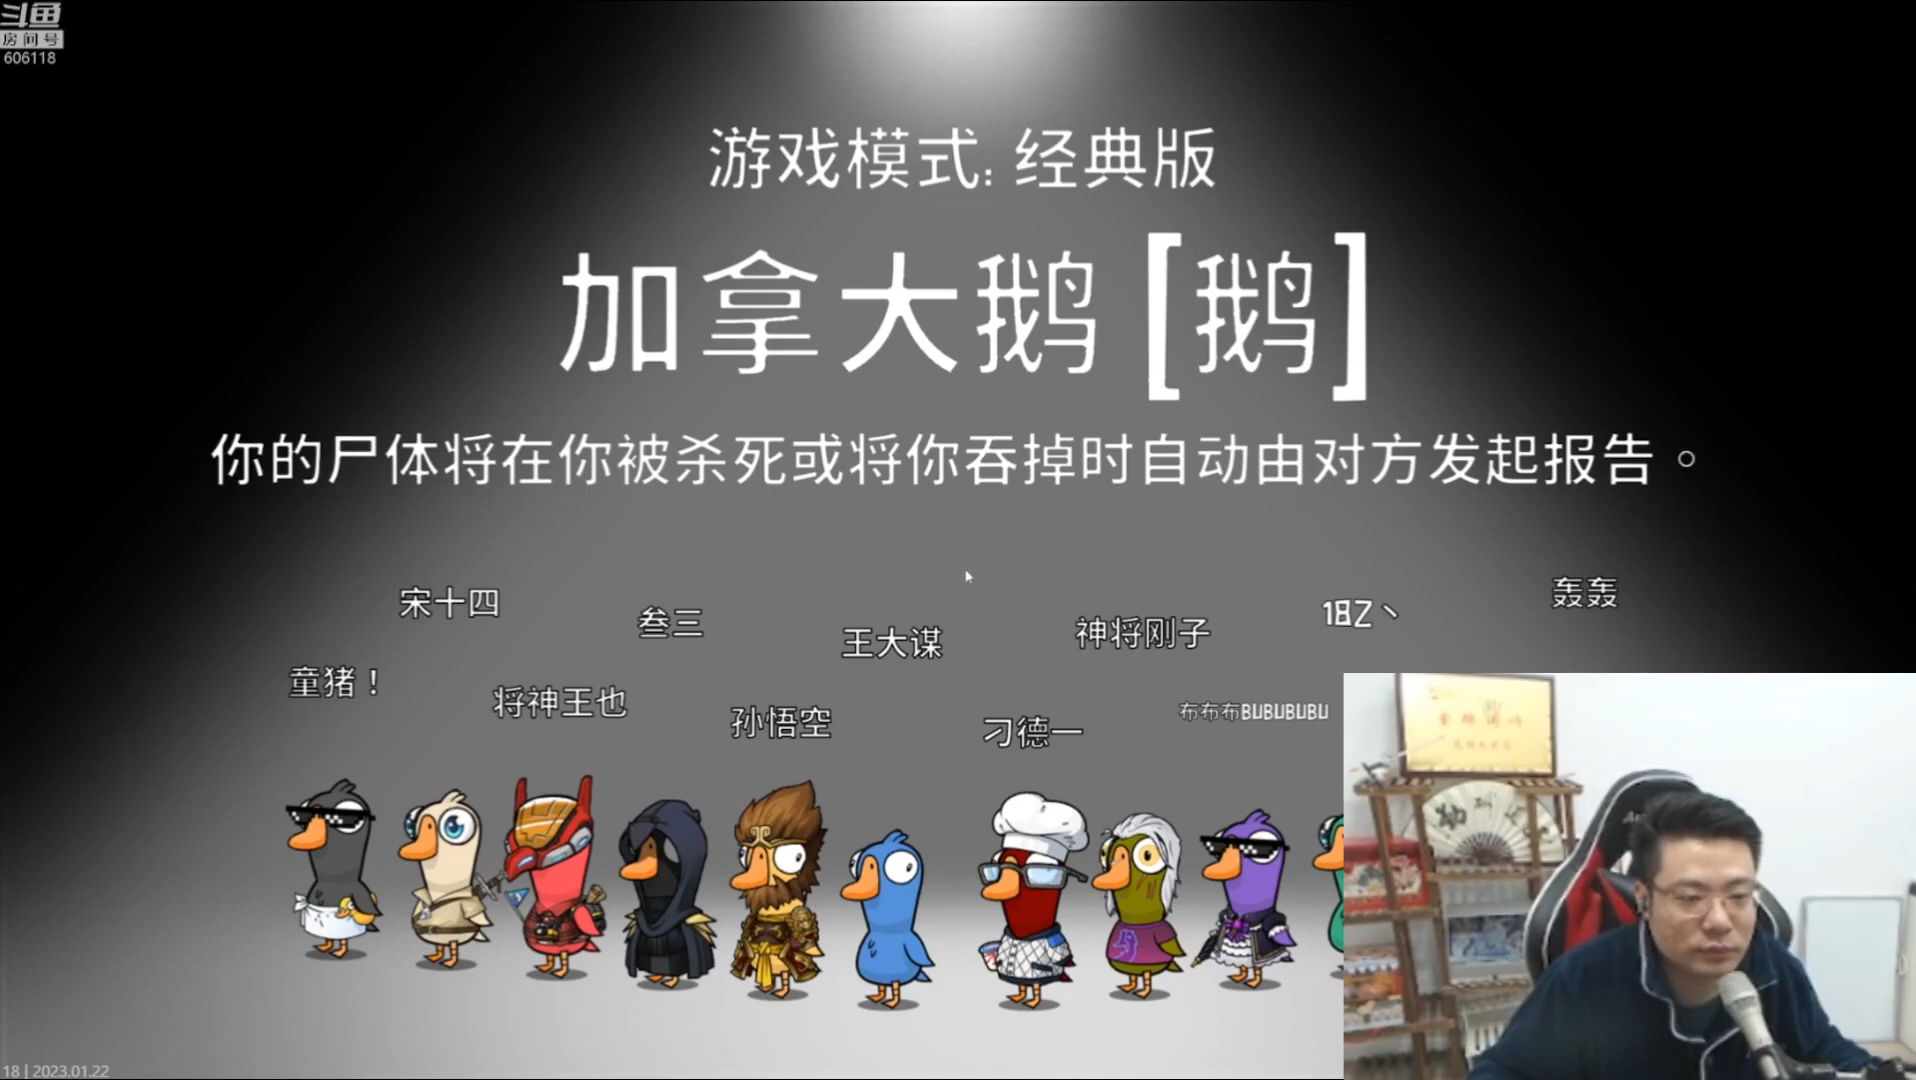 斗鱼
房间号
606118
游戏模式: 经典版
加拿大鹅 [鹅]
你的尸体将在你被杀死或将你吞掉时自动由对方发起报告。
轰轰
宋十四
18Z丶
叁三
神将刚子
王大谋
童猪！
将神王也
布布布BUBUBUBU
孙悟空
刁德一
18 | 2023.01.22